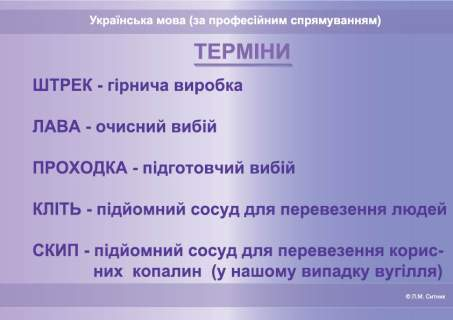 Українська мова (за професійним спрямуванням)
ТЕРМІНИ
ШТРЕК - гірнича виробка
ЛАВА - очисний вибій
ПРОХОДКА - підготовчий вибій
КЛІТЬ - підйомний сосуд для перевезення людей
СКИП - підйомний сосуд для перевезення корис-
них копалин (у нашому випадку вугілля)
© Л.М. Ситник